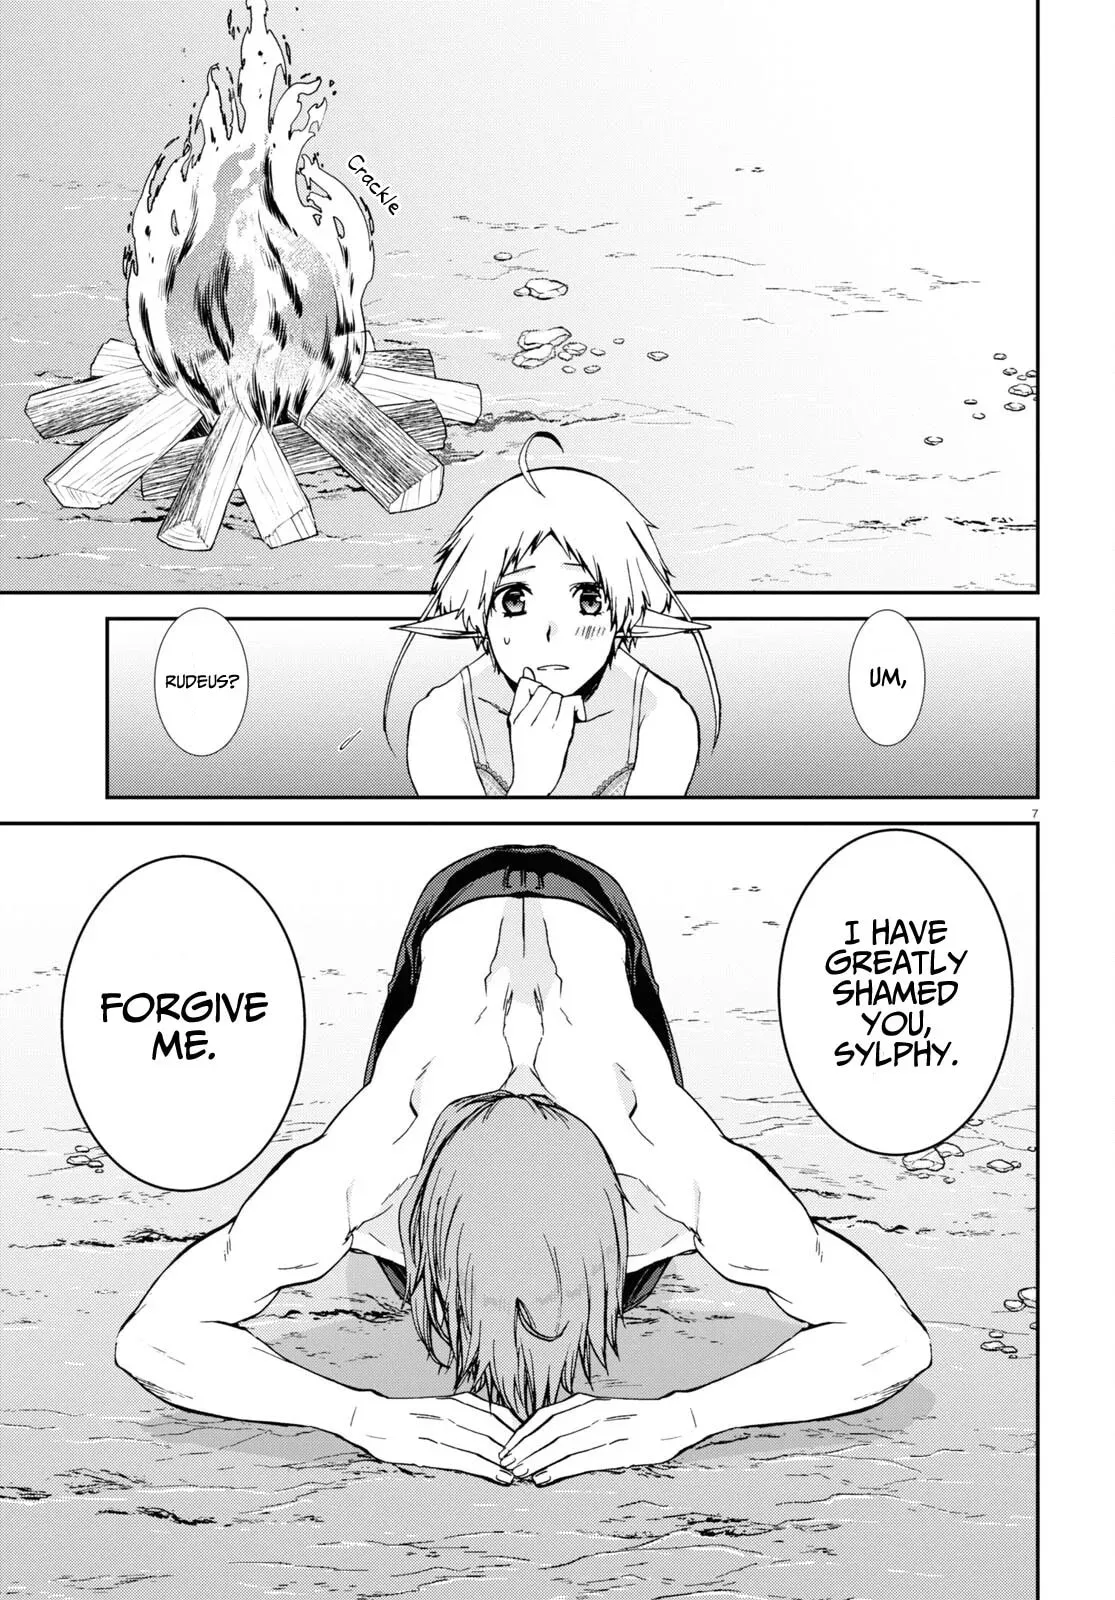 Crackle
UM,
RUDEUS?
7
I HAVE
GREATLY
SHAMED
YOU,
SYLPHY.
FORGIVE
ME.